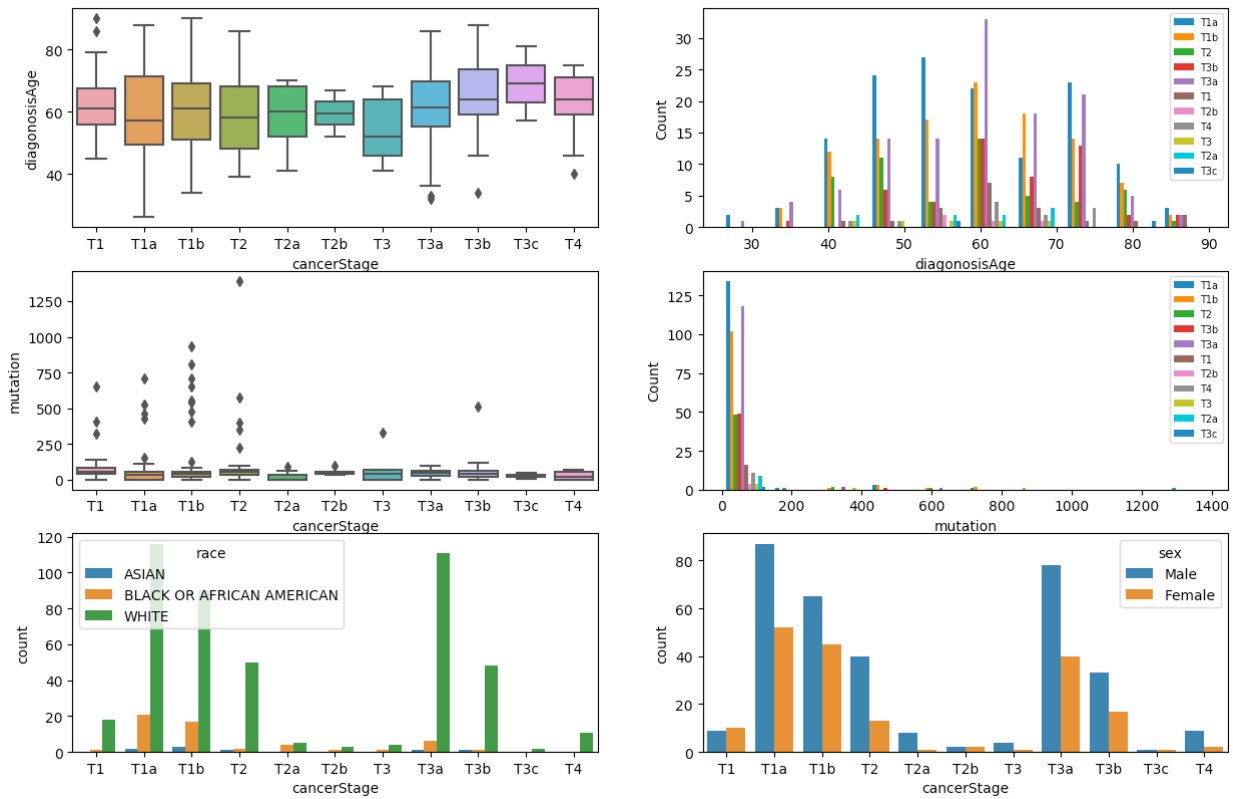 diagonosisAge
80
60
40
T1 T1a T1b T2 T2a T2b T3 T3a T3b T3c T4
cancerStage
Count
30
25
20
15
10
5
0
30 40 50 60 70 80 90
diagonosisAge
T1a
T1b
T2
T3b
T3a
T1
T2b
T4
T3
T2a
T3c
mutation
1250
1000
750
500
250
0
T1 T1a T1b T2 T2a T2b T3 T3a T3b T3c T4
cancerStage
Count
125
100
75
50
25
0
0 200 400 600 800 1000 1200 1400
mutation
T1a
T1b
T2
T3b
T3a
T1
T2b
T4
T3
T2a
T3c
count
120
100
80
60
40
20
0
race
ASIAN
BLACK OR AFRICAN AMERICAN
WHITE
T1 T1a T1b T2 T2a T2b T3 T3a T3b T3c T4
cancerStage
count
80
60
40
20
0
sex
Male
Female
T1 T1a T1b T2 T2a T2b T3 T3a T3b T3c T4
cancerStage